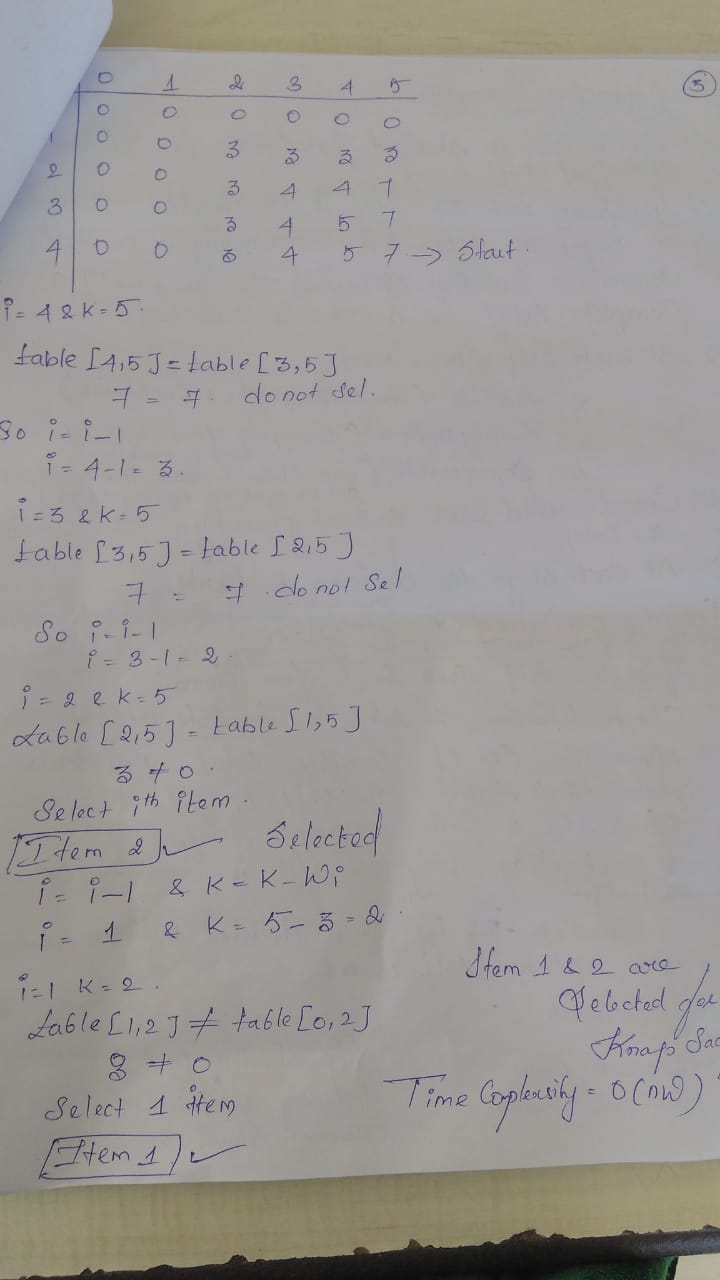 0 1 2 3 4 5
5
0 0 0 0 0 0
1 0 0 3 3 3 3
2 0 0 3 4 4 7
3 0 0 3 4 5 7
4 0 0 3 4 5 7 → Start.
i = 4 & K = 5.
table [4,5] = table [3,5]
7 = 7. do not sel.
So i = i-1
i = 4-1 = 3.
i = 3 & K = 5
table [3,5] = table [2,5]
7 = 7 . do not Sel
So i = i-1
i = 3-1 = 2
i = 2 & K = 5
table [2,5] = table [1,5]
3 ≠ 0 .
Select ith item .
Item 2 ✓ Selected
i = i-1 & K = K - Wi
i = 1 & K = 5 - 3 = 2 .
i=1 K = 2 .
table [1,2] ≠ table [0,2]
3 ≠ 0
Select 1 item
Item 1 ✓
Item 1 & 2 are
Selected for
Knap Sac
Time Complexsity = O(nW)